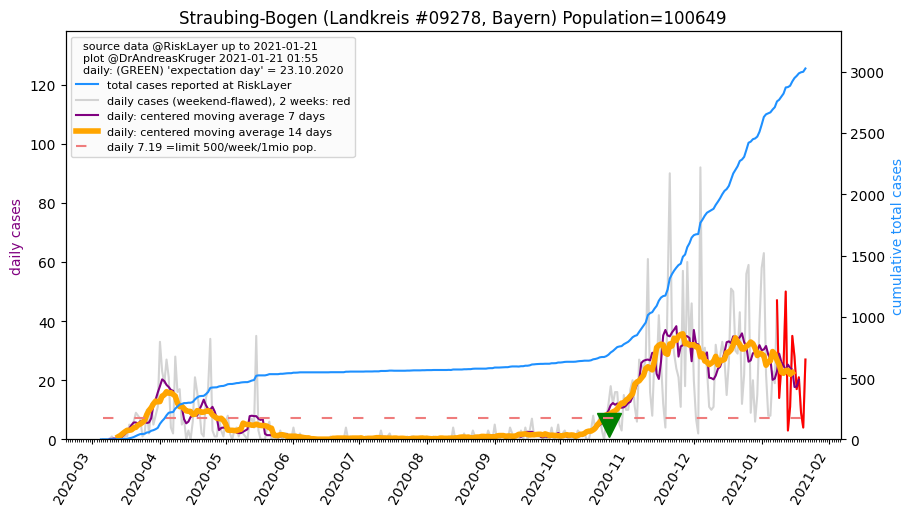 Straubing-Bogen (Landkreis #09278, Bayern) Population=100649
source data @RiskLayer up to 2021-01-21
plot @DrAndreasKruger 2021-01-21 01:55
daily: (GREEN) 'expectation day' = 23.10.2020
total cases reported at RiskLayer
daily cases (weekend-flawed), 2 weeks: red
daily: centered moving average 7 days
daily: centered moving average 14 days
daily 7.19 =limit 500/week/1mio pop.
daily cases
120
100
80
60
40
20
0
cumulative total cases
3000
2500
2000
1500
1000
500
0
2020-03
2020-04
2020-05
2020-06
2020-07
2020-08
2020-09
2020-10
2020-11
2020-12
2021-01
2021-02